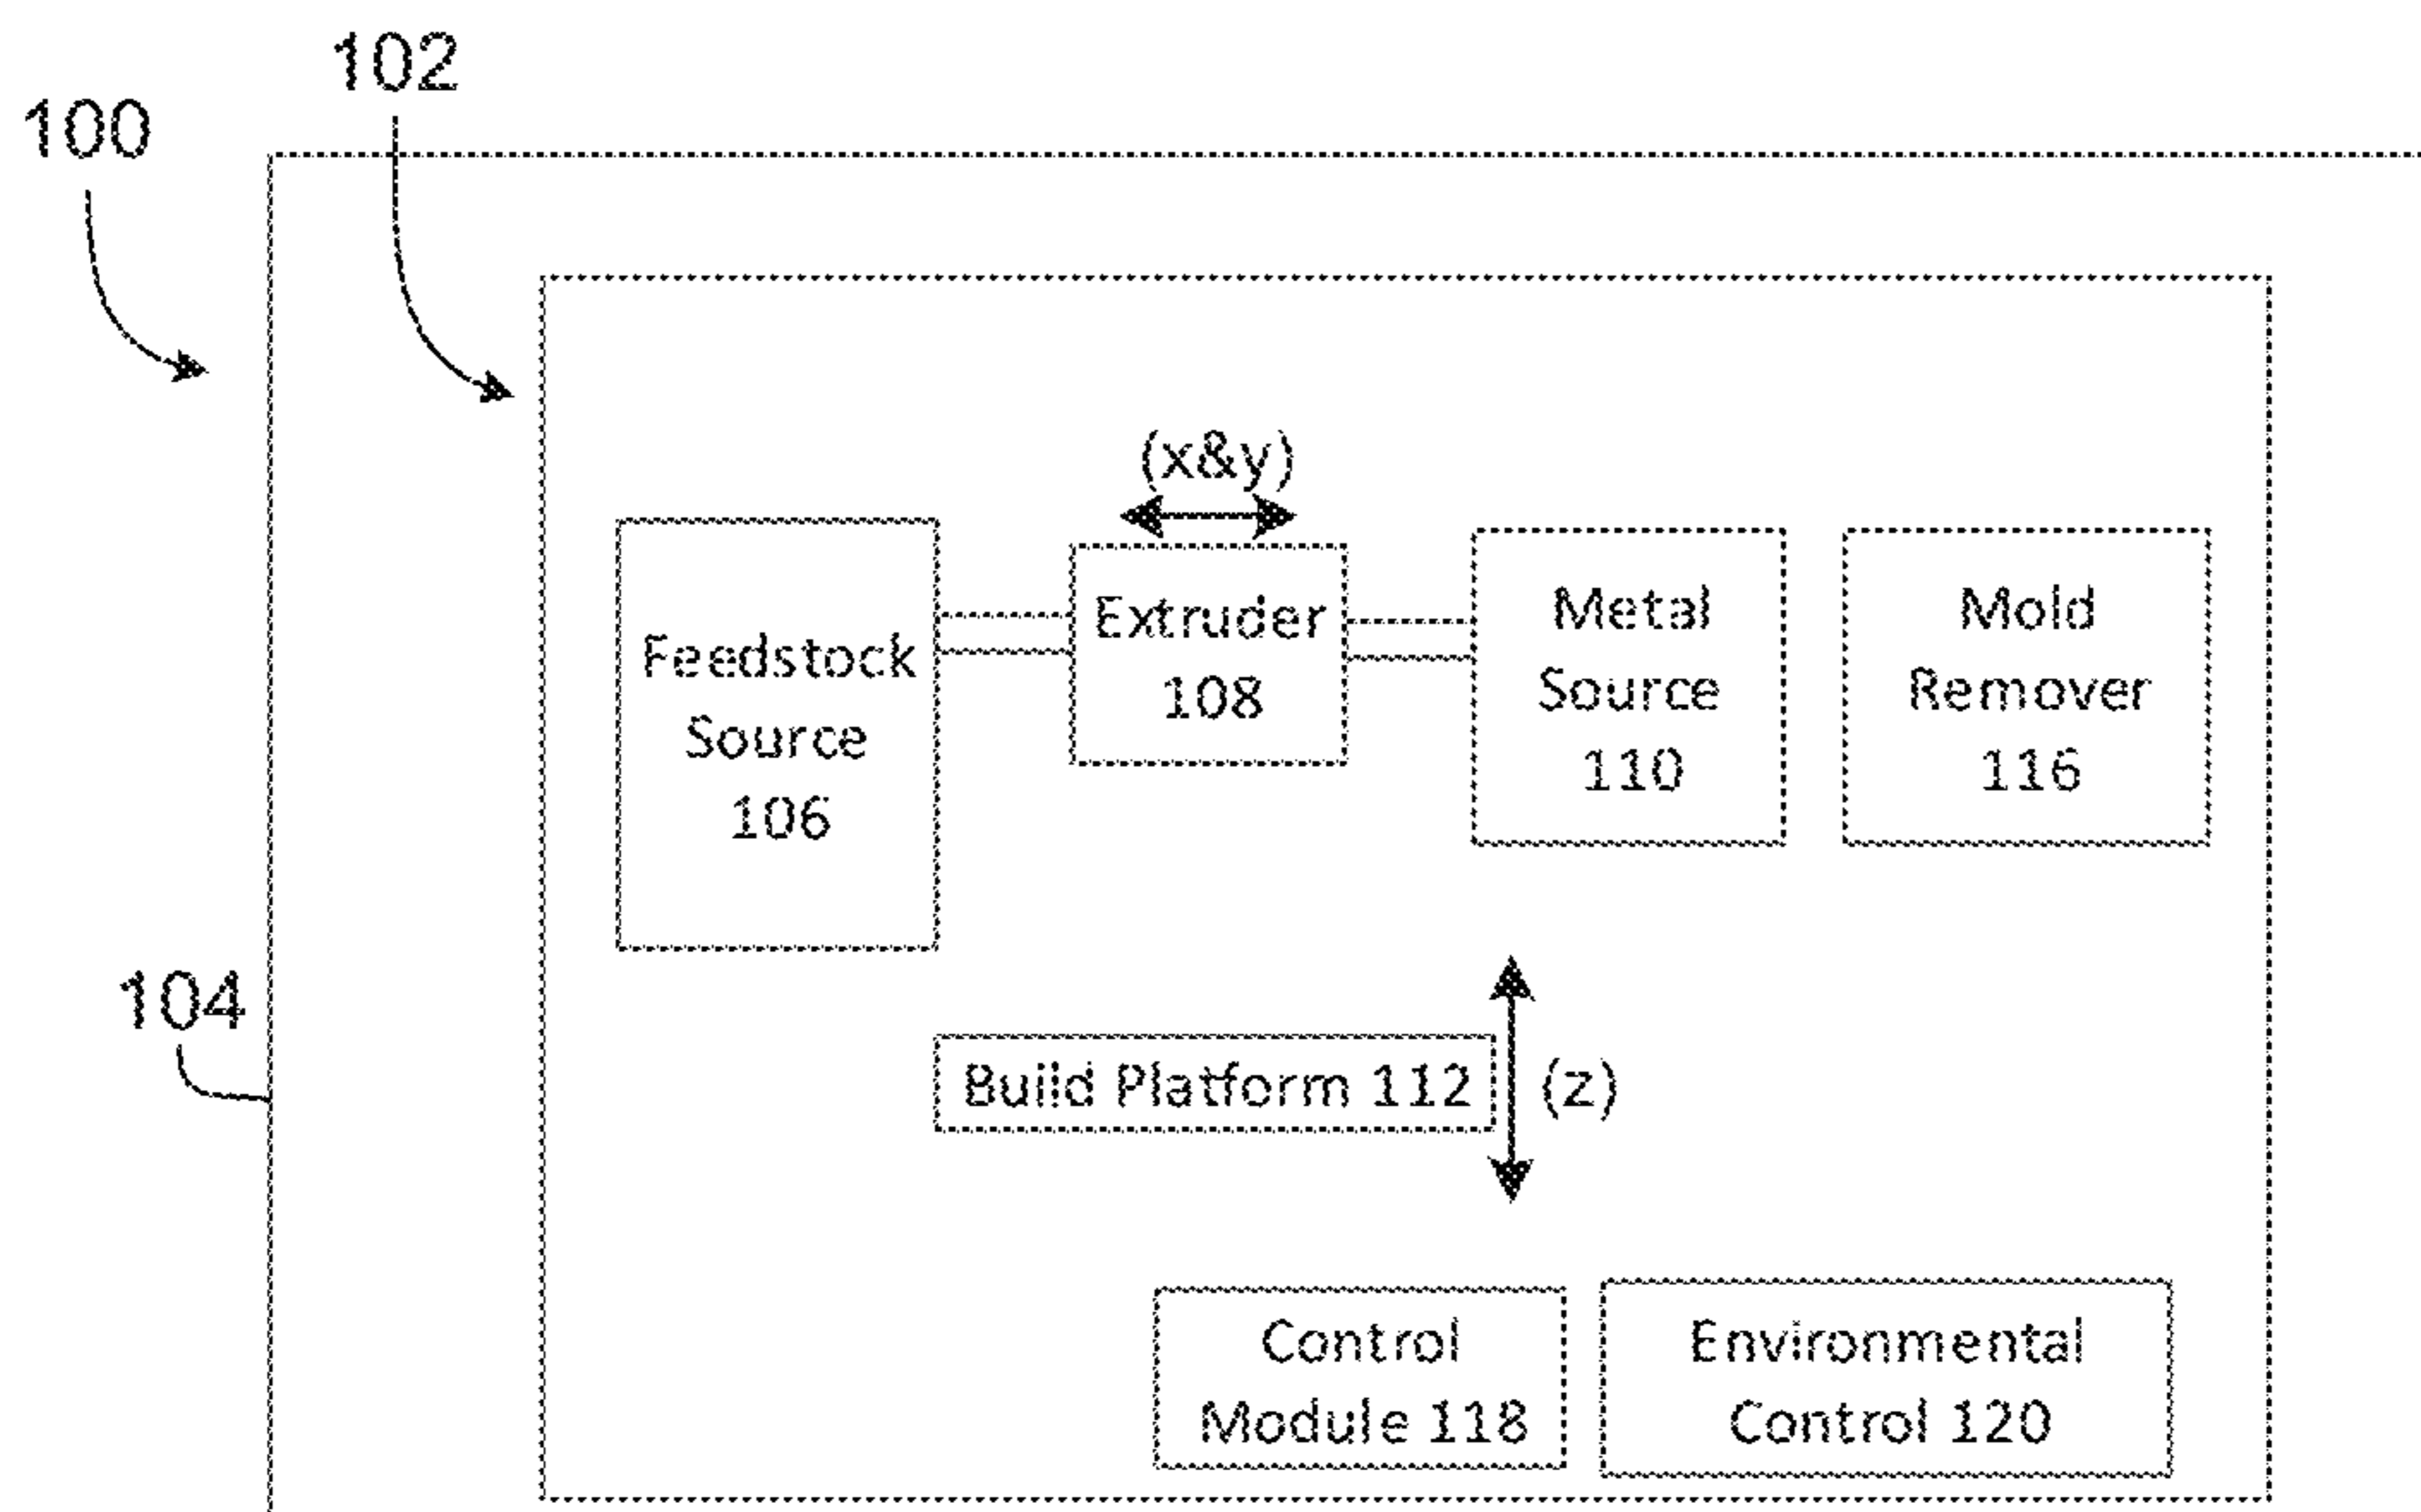 102
100
(x&y)
Feedstock
Source
106
Extruder
108
Metal
Source
110
Mold
Remover
116
104
Build Platform 112
(z)
Control
Module 118
Environmental
Control 120